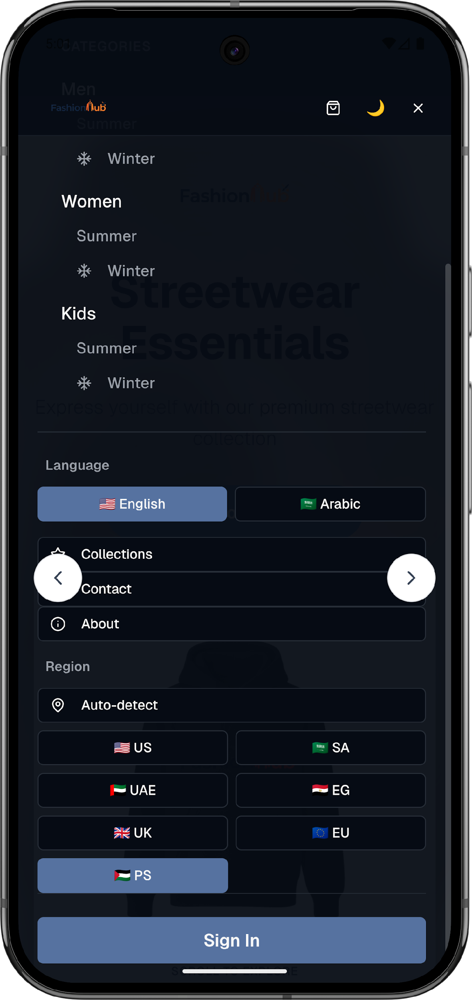 5:01
CATEGORIES
Men
FashionHub
Summer
Winter
FashionHub
Women
Summer
Winter
Streetwear
Kids
Essentials
Summer
Winter
Express yourself with our premium streetwear
collection
Language
🇺🇸 English
🇸🇦 Arabic
Collections
Contact
About
Region
Auto-detect
🇺🇸 US
🇸🇦 SA
🇦🇪 UAE
🇪🇬 EG
🇬🇧 UK
🇪🇺 EU
🇵🇸 PS
Sign In
SCROLL TO EXPLORE